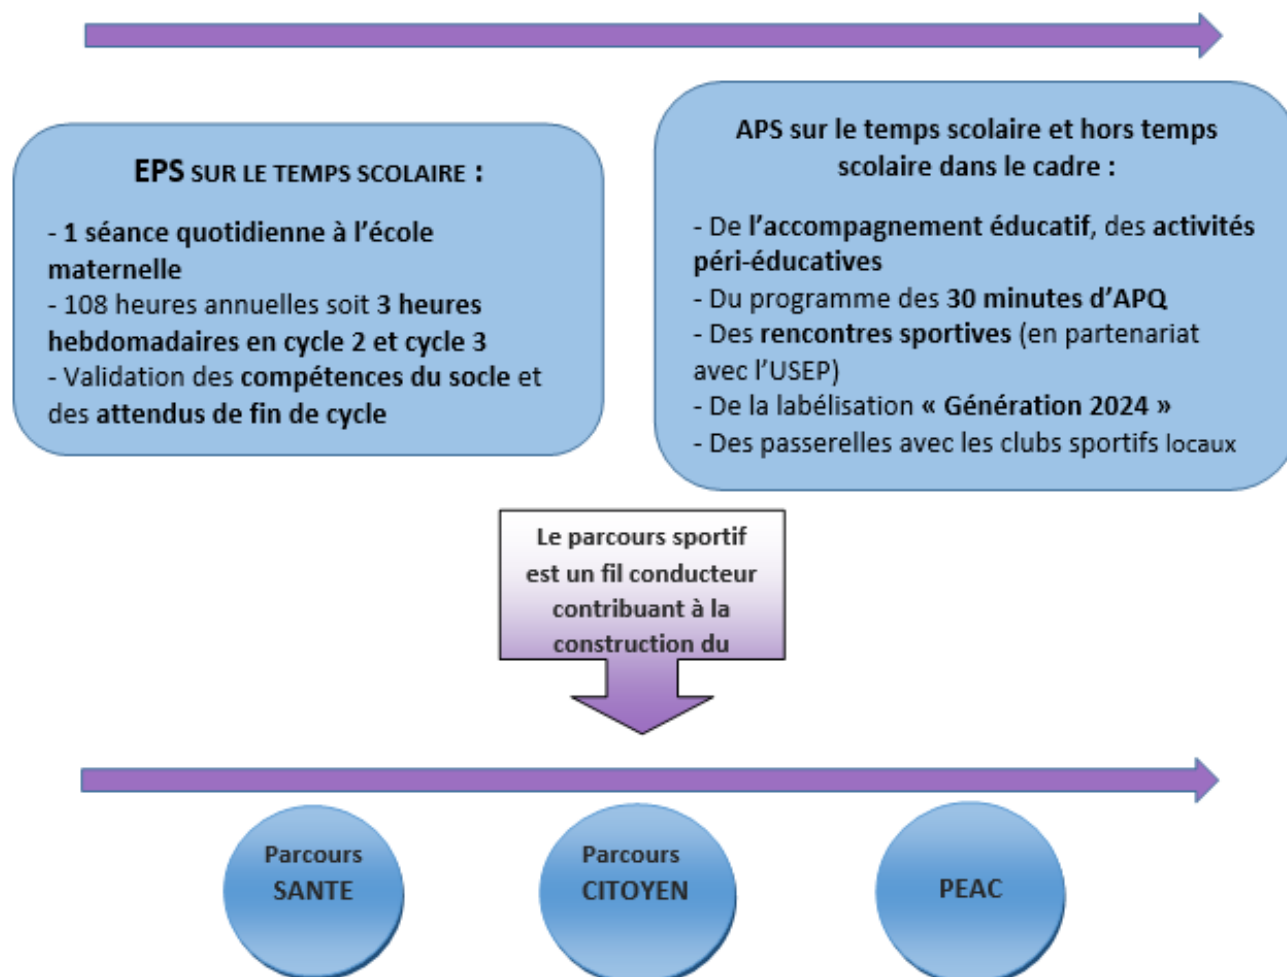 EPS SUR LE TEMPS SCOLAIRE :
- 1 séance quotidienne à l’école
maternelle
- 108 heures annuelles soit 3 heures
hebdomadaires en cycle 2 et cycle 3
- Validation des compétences du socle et
des attendus de fin de cycle
APS sur le temps scolaire et hors temps
scolaire dans le cadre :
- De l’accompagnement éducatif, des activités
péri-éducatives
- Du programme des 30 minutes d’APQ
- Des rencontres sportives (en partenariat
avec l’USEP)
- De la labélisation « Génération 2024 »
- Des passerelles avec les clubs sportifs locaux
Le parcours sportif
est un fil conducteur
contribuant à la
construction du
Parcours
SANTE
Parcours
CITOYEN
PEAC